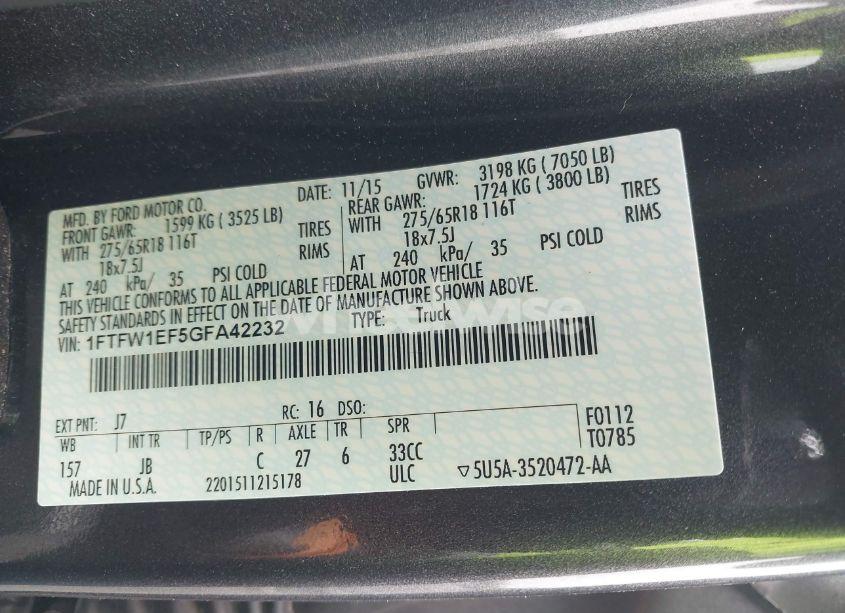 MFD. BY FORD MOTOR CO. DATE: 11/15 GVWR: 3198 KG ( 7050 LB)
FRONT GAWR: 1599 KG ( 3525 LB) REAR GAWR: 1724 KG ( 3800 LB)
WITH 275/65R18 116T TIRES WITH 275/65R18 116T TIRES
18x7.5J RIMS 18x7.5J RIMS
AT 240 kPa/ 35 PSI COLD AT 240 kPa/ 35 PSI COLD
THIS VEHICLE CONFORMS TO ALL APPLICABLE FEDERAL MOTOR VEHICLE
SAFETY STANDARDS IN EFFECT ON THE DATE OF MANUFACTURE SHOWN ABOVE.
VIN: 1FTFW1EF5GFA42232 TYPE: Truck
EXT PNT: J7 RC: 16 DSO: F0112
WB INT TR TP/PS R AXLE TR SPR T0785
157 JB C 27 6 33CC
MADE IN U.S.A. 2201511215178 ULC ▽5U5A-3520472-AA